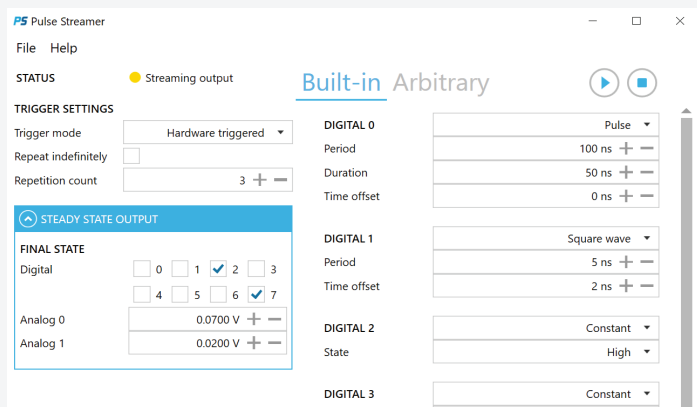 PS Pulse Streamer
File Help
STATUS Streaming output
Built-in Arbitrary
TRIGGER SETTINGS
Trigger mode Hardware triggered
Repeat indefinitely
Repetition count 3
STEADY STATE OUTPUT
FINAL STATE
Digital 0 1 2 3
4 5 6 7
Analog 0 0.0700 V
Analog 1 0.0200 V
DIGITAL 0 Pulse
Period 100 ns
Duration 50 ns
Time offset 0 ns
DIGITAL 1 Square wave
Period 5 ns
Time offset 2 ns
DIGITAL 2 Constant
State High
DIGITAL 3 Constant